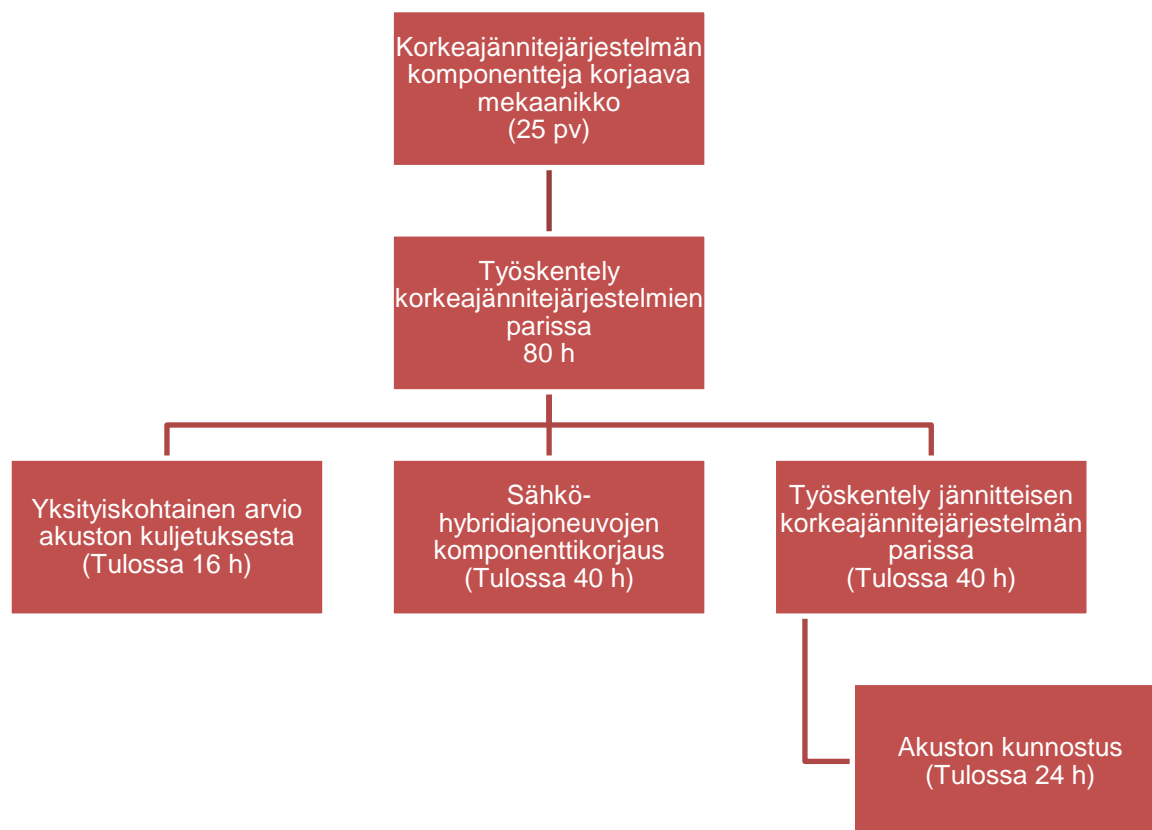 Korkeajännitejärjestelmän
komponentteja korjaava
mekaanikko
(25 pv)
Työskentely
korkeajännitejärjestelmien
parissa
80 h
Yksityiskohtainen arvio
akuston kuljetuksesta
(Tulossa 16 h)
Sähkö-
hybridiajoneuvojen
komponenttikorjaus
(Tulossa 40 h)
Työskentely jännitteisen
korkeajännitejärjestelmän
parissa
(Tulossa 40 h)
Akuston kunnostus
(Tulossa 24 h)